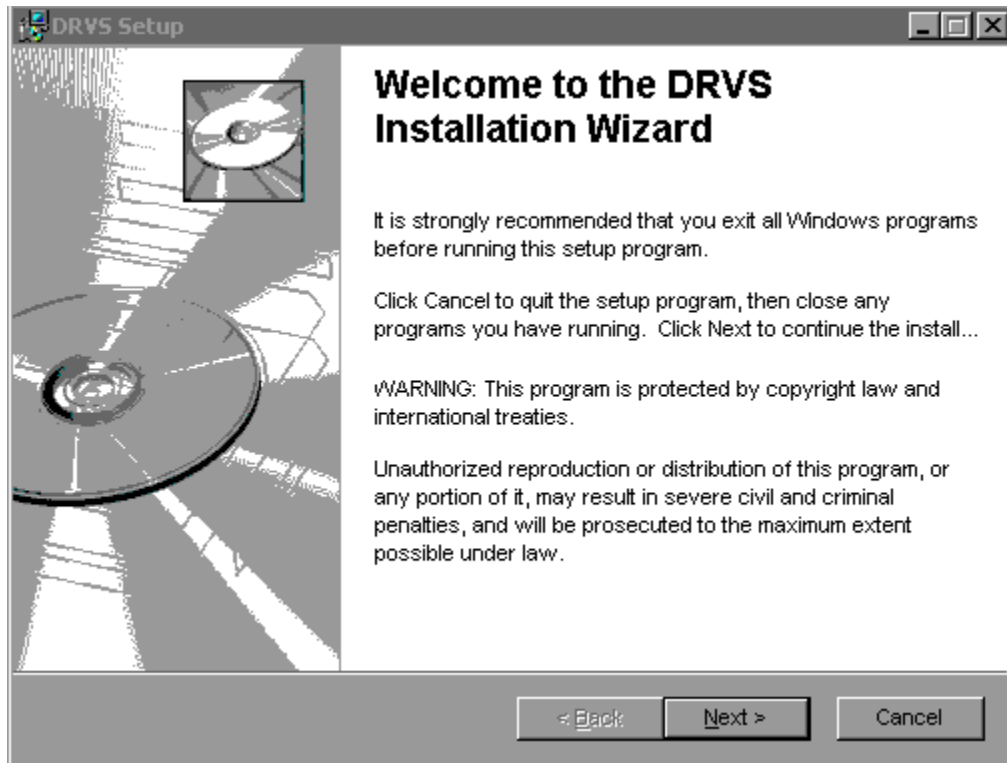 DRVS Setup
Welcome to the DRVS
Installation Wizard
It is strongly recommended that you exit all Windows programs
before running this setup program.
Click Cancel to quit the setup program, then close any
programs you have running.  Click Next to continue the install...
WARNING: This program is protected by copyright law and
international treaties.
Unauthorized reproduction or distribution of this program, or
any portion of it, may result in severe civil and criminal
penalties, and will be prosecuted to the maximum extent
possible under law.
< Back Next > Cancel